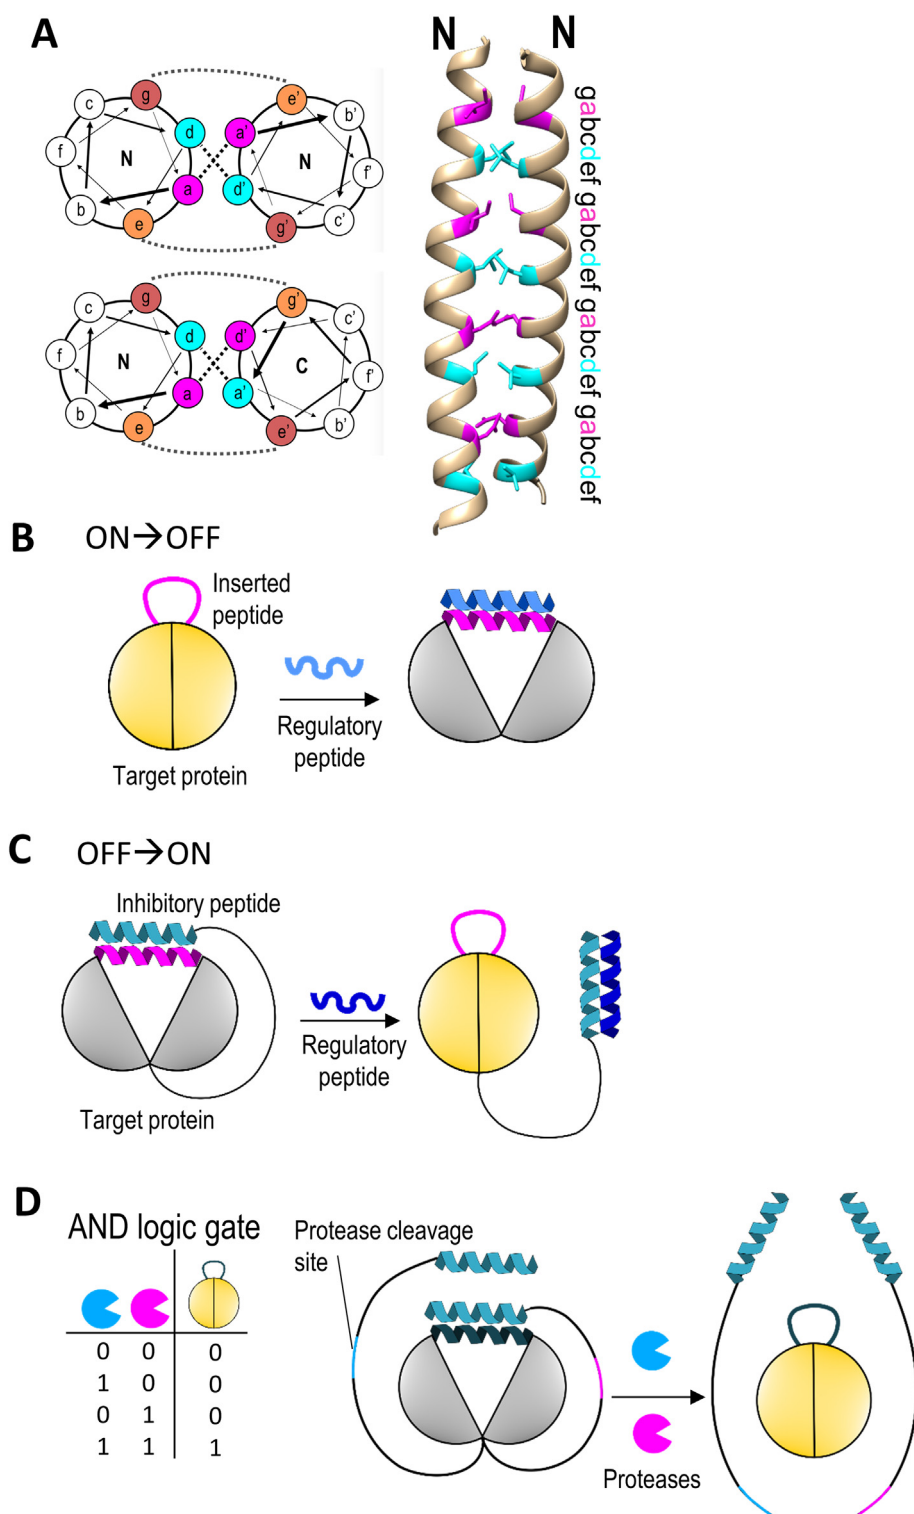 A
N
N
g
e'
c
b'
d
a'
f
N
N
f'
a
d'
b
c'
e
g'
g
g'
c
c'
d
d'
f
N
C
f'
a
a'
b
b'
e
e'
gabcdef gabcdef gabcdef gabcdef
B
ON→OFF
Inserted
peptide
Regulatory
peptide
Target protein
C
OFF→ON
Inhibitory peptide
Regulatory
peptide
Target protein
D
AND logic gate
0 0 0
1 0 0
0 1 0
1 1 1
Protease cleavage
site
Proteases